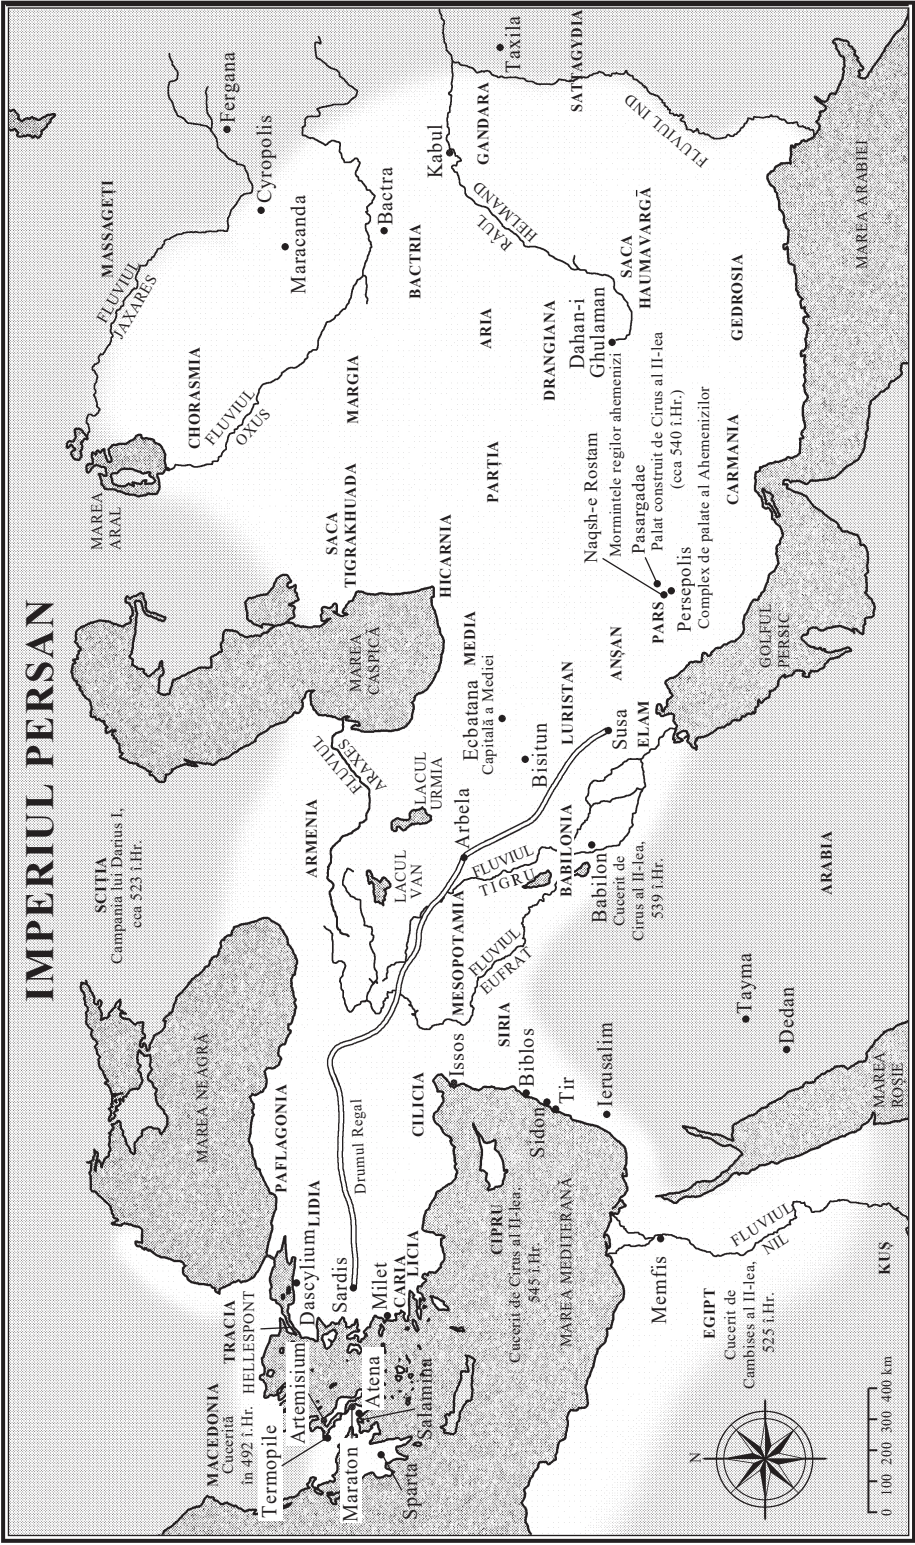 IMPERIUL PERSAN
SCIȚIA
Campania lui Darius I,
cca 523 î.Hr.
MASSAGEȚI
FLUVIUL
JAXARES
Fergana
Cyropolis
Maracanda
MAREA
ARAL
CHORASMIA
FLUVIUL
OXUS
MAREA NEAGRĂ
MACEDONIA
Cucerită
în 492 î.Hr.
TRACIA
HELLESPONT
Termopile
Artemisium
Maraton
Atena
Salamina
Sparta
Dascylium
LIDIA
Sardis
Milet
CARIA
LICIA
PAFLAGONIA
Drumul Regal
CILICIA
ARMENIA
FLUVIUL
ARAXES
LACUL
VAN
LACUL
URMIA
MAREA
CASPICĂ
SACA
TIGRAKHUADA
HICARNIA
MARGIA
BACTRIA
Bactra
Kabul
GANDARA
Taxila
SATTAGYDIA
FLUVIUL IND
RÂUL
HELMAND
SACA
HAUMAVARGĀ
ARIA
PARȚIA
DRANGIANA
Dahan-i
Ghulaman
GEDROSIA
CARMANIA
Naqsh-e Rostam
Mormintele regilor ahemenizi
Pasargadae
Palat construit de Cirus al II-lea
(cca 540 î.Hr.)
PARS
Persepolis
Complex de palate al Ahemenizilor
MEDIA
Ecbatana
Capitală a Mediei
Bisitun
LURISTAN
ANȘAN
Susa
ELAM
Arbela
FLUVIUL
TIGRU
MESOPOTAMIA
FLUVIUL
EUFRAT
BABILONIA
Babilon
Cucerit de
Cirus al II-lea,
539 î.Hr.
SIRIA
Issos
Biblos
Sidon
Tir
Ierusalim
CIPRU
Cucerit de Cirus al II-lea,
545 î.Hr.
MAREA MEDITERANĂ
Memfis
EGIPT
Cucerit de
Cambises al II-lea,
525 î.Hr.
FLUVIUL
NIL
KUȘ
MAREA
ROȘIE
Tayma
Dedan
ARABIA
GOLFUL
PERSIC
MAREA ARABIEI
N
0 100 200 300 400 km